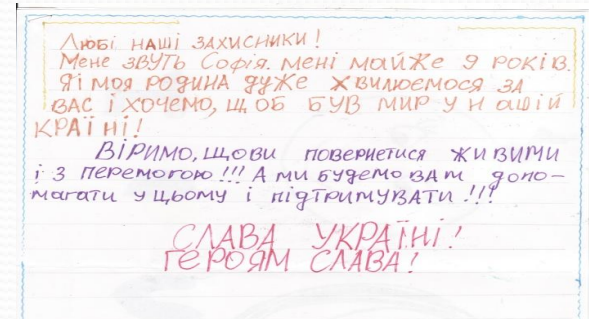 Любі наші захисники!
Мене звуть Софія. Мені майже 9 років.
Я і моя родина дуже хвилюємося за
вас і хочемо, щоб був мир у нашій
країні!
Віримо, що ви повернетися живими
і з перемогою!!! А ми будемо вам допо-
магати у цьому і підтримувати!!!
СЛАВА УКРАЇНІ!
ГЕРОЯМ СЛАВА!